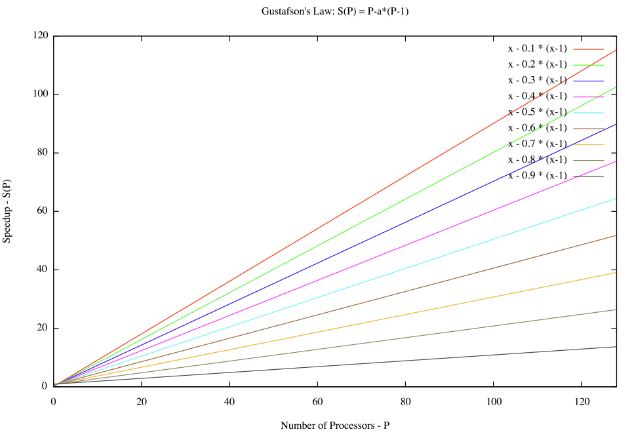 Gustafson's Law: S(P) = P-a*(P-1)
120
100
80
60
40
20
0
Speedup - S(P)
x - 0.1 * (x-1)
x - 0.2 * (x-1)
x - 0.3 * (x-1)
x - 0.4 * (x-1)
x - 0.5 * (x-1)
x - 0.6 * (x-1)
x - 0.7 * (x-1)
x - 0.8 * (x-1)
x - 0.9 * (x-1)
0 20 40 60 80 100 120
Number of Processors - P